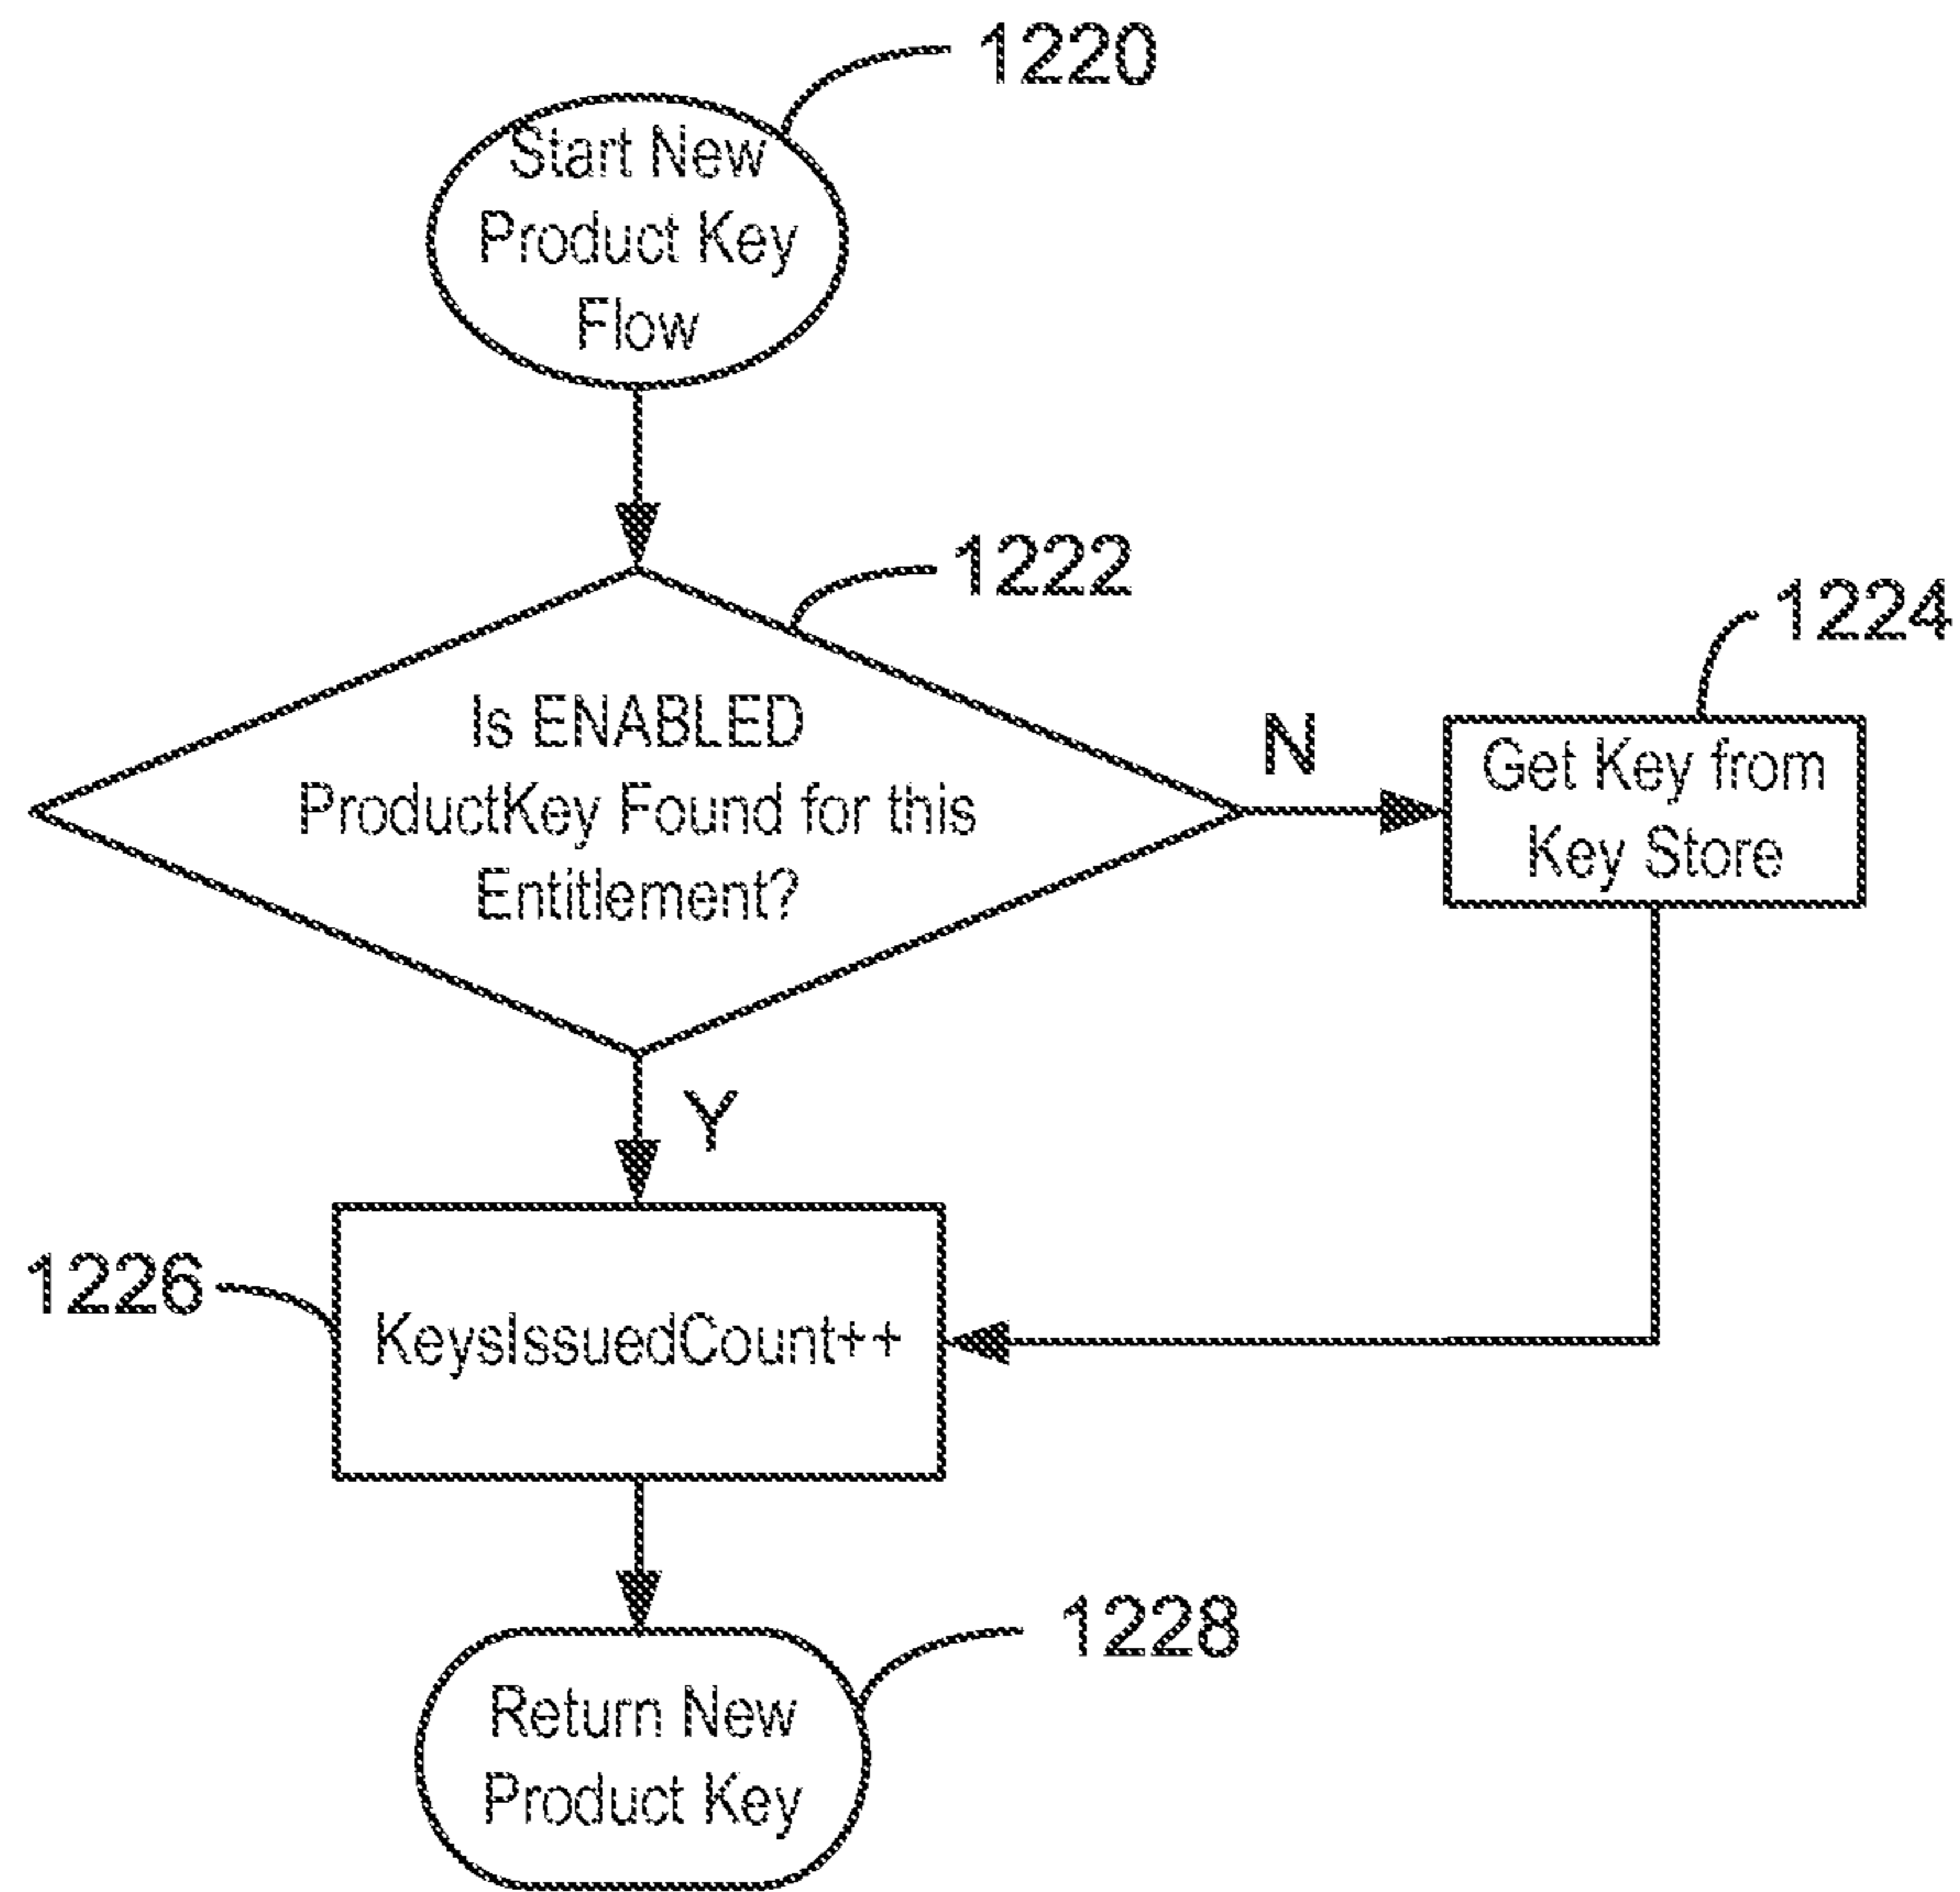 1220
Start New
Product Key
Flow
1222
1224
Is ENABLED
ProductKey Found for this
Entitlement?
N
Get Key from
Key Store
Y
1226
KeysIssuedCount++
1228
Return New
Product Key